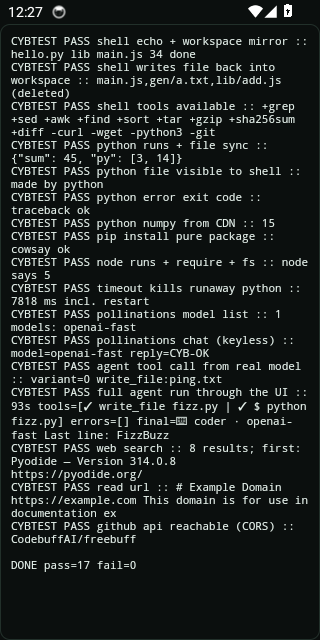 12:27
CYBTEST PASS shell echo + workspace mirror ::
hello.py lib main.js 34 done
CYBTEST PASS shell writes file back into
workspace :: main.js,gen/a.txt,lib/add.js
(deleted)
CYBTEST PASS shell tools available :: +grep
+sed +awk +find +sort +tar +gzip +sha256sum
+diff -curl -wget -python3 -git
CYBTEST PASS python runs + file sync ::
{"sum": 45, "py": [3, 14]}
CYBTEST PASS python file visible to shell ::
made by python
CYBTEST PASS python error exit code ::
traceback ok
CYBTEST PASS python numpy from CDN :: 15
CYBTEST PASS pip install pure package ::
cowsay ok
CYBTEST PASS node runs + require + fs :: node
says 5
CYBTEST PASS timeout kills runaway python ::
7818 ms incl. restart
CYBTEST PASS pollinations model list :: 1
models: openai-fast
CYBTEST PASS pollinations chat (keyless) ::
model=openai-fast reply=CYB-OK
CYBTEST PASS agent tool call from real model
:: variant=0 write_file:ping.txt
CYBTEST PASS full agent run through the UI ::
93s tools=[✓ write_file fizz.py | ✓ $ python
fizz.py] errors=[] final=⌨ coder · openai-
fast Last line: FizzBuzz
CYBTEST PASS web search :: 8 results; first:
Pyodide — Version 314.0.8
https://pyodide.org/
CYBTEST PASS read url :: # Example Domain
https://example.com This domain is for use in
documentation ex
CYBTEST PASS github api reachable (CORS) ::
CodebuffAI/freebuff
DONE pass=17 fail=0